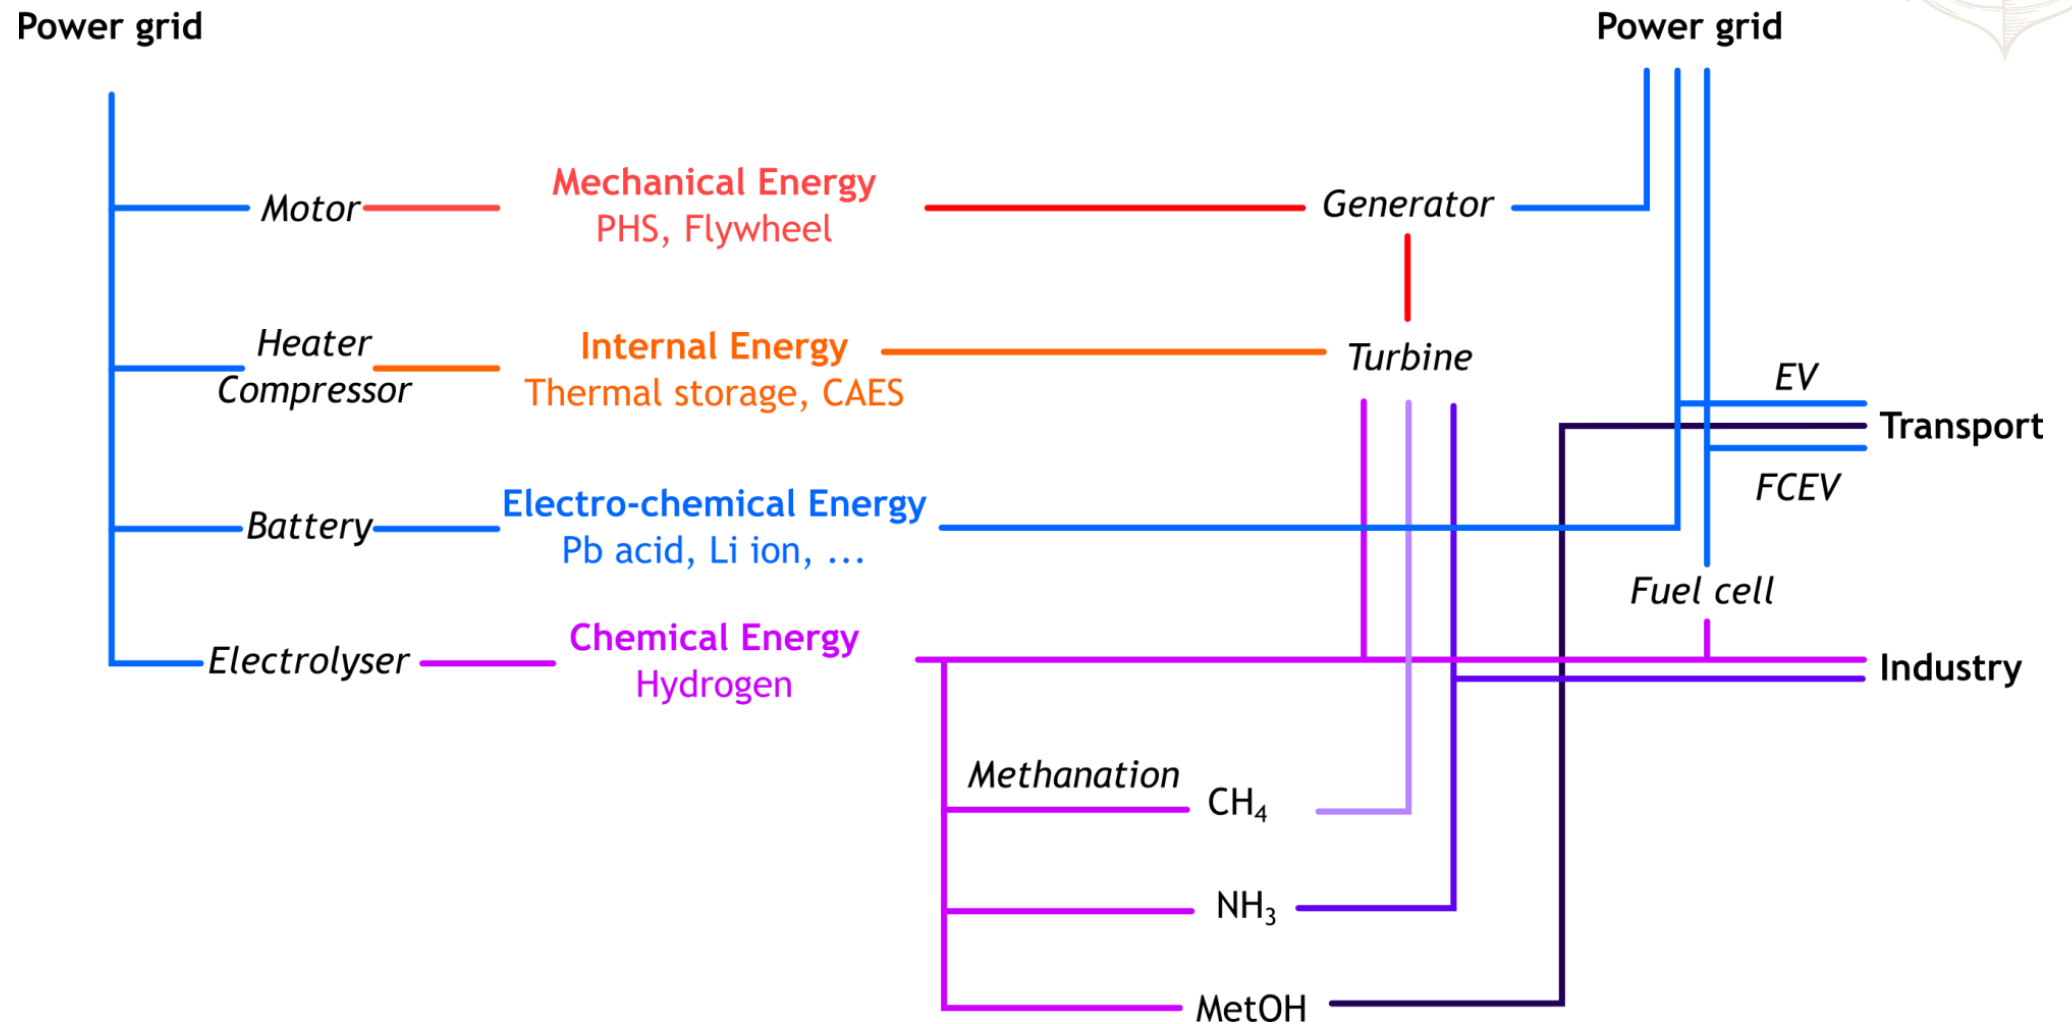 Power grid
Power grid
Motor
Mechanical Energy
PHS, Flywheel
Generator
Heater
Compressor
Internal Energy
Thermal storage, CAES
Turbine
EV
Transport
FCEV
Battery
Electro-chemical Energy
Pb acid, Li ion, ...
Fuel cell
Electrolyser
Chemical Energy
Hydrogen
Industry
Methanation
CH₄
NH₃
MetOH